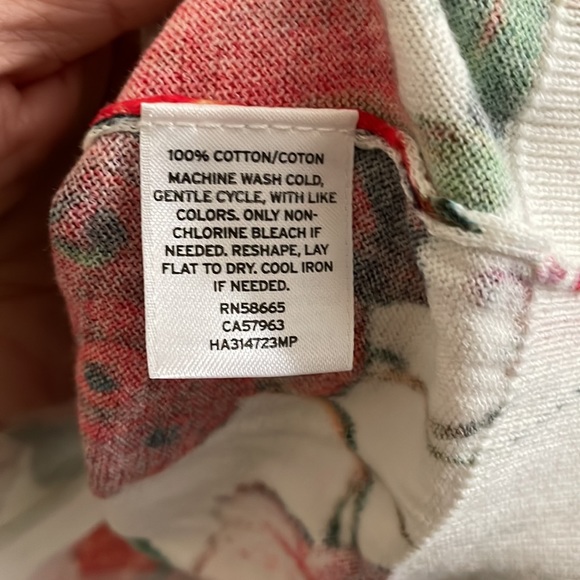 100% COTTON/COTON
MACHINE WASH COLD,
GENTLE CYCLE, WITH LIKE
COLORS. ONLY NON-
CHLORINE BLEACH IF
NEEDED. RESHAPE, LAY
FLAT TO DRY. COOL IRON
IF NEEDED.
RN58665
CA57963
HA314723MP